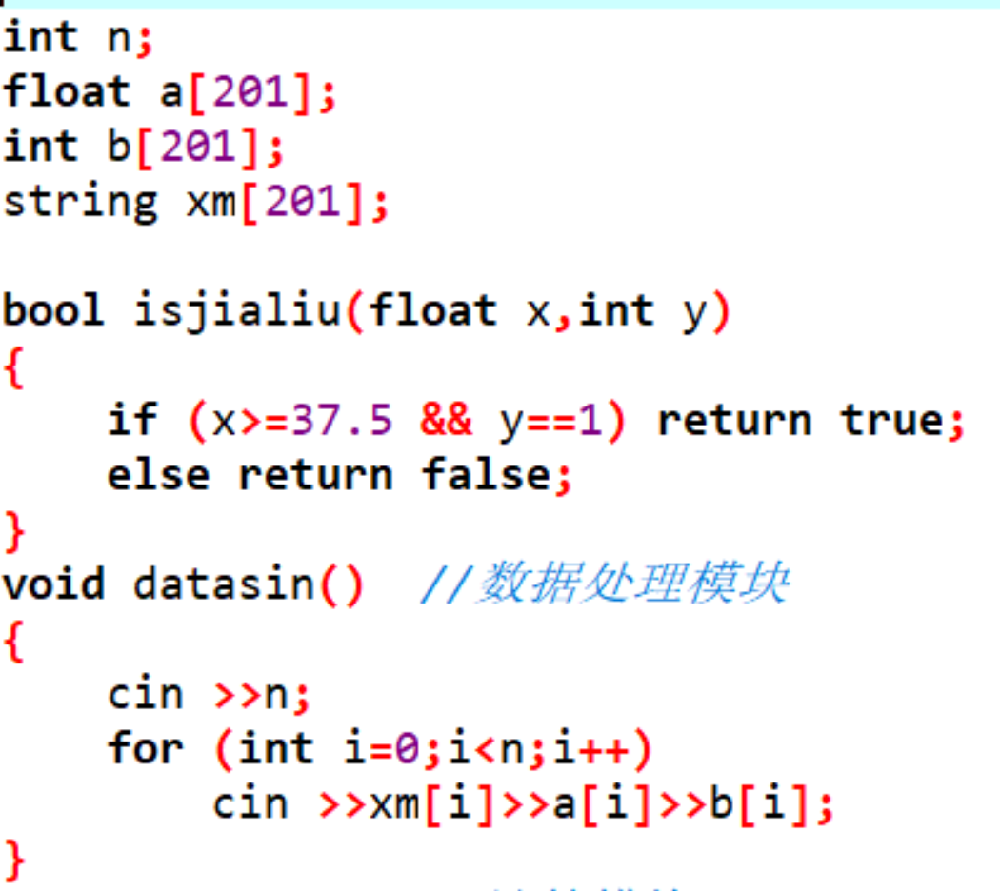 int n;
float a[201];
int b[201];
string xm[201];
bool isjialiu(float x,int y)
{
if (x>=37.5 && y==1) return true;
else return false;
}
void datasin() //数据处理模块
{
cin >>n;
for (int i=0;i<n;i++)
cin >>xm[i]>>a[i]>>b[i];
}